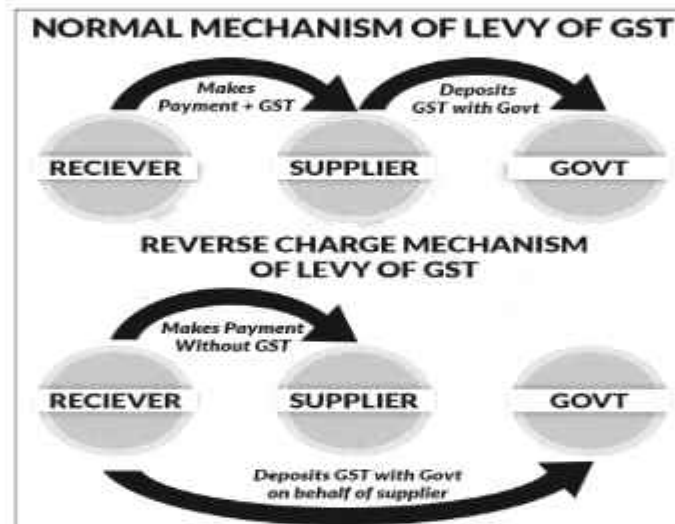 NORMAL MECHANISM OF LEVY OF GST
Makes
Payment + GST
Deposits
GST with Govt
RECIEVER
SUPPLIER
GOVT
REVERSE CHARGE MECHANISM
OF LEVY OF GST
Makes Payment
Without GST
RECIEVER
SUPPLIER
GOVT
Deposits GST with Govt
on behalf of supplier